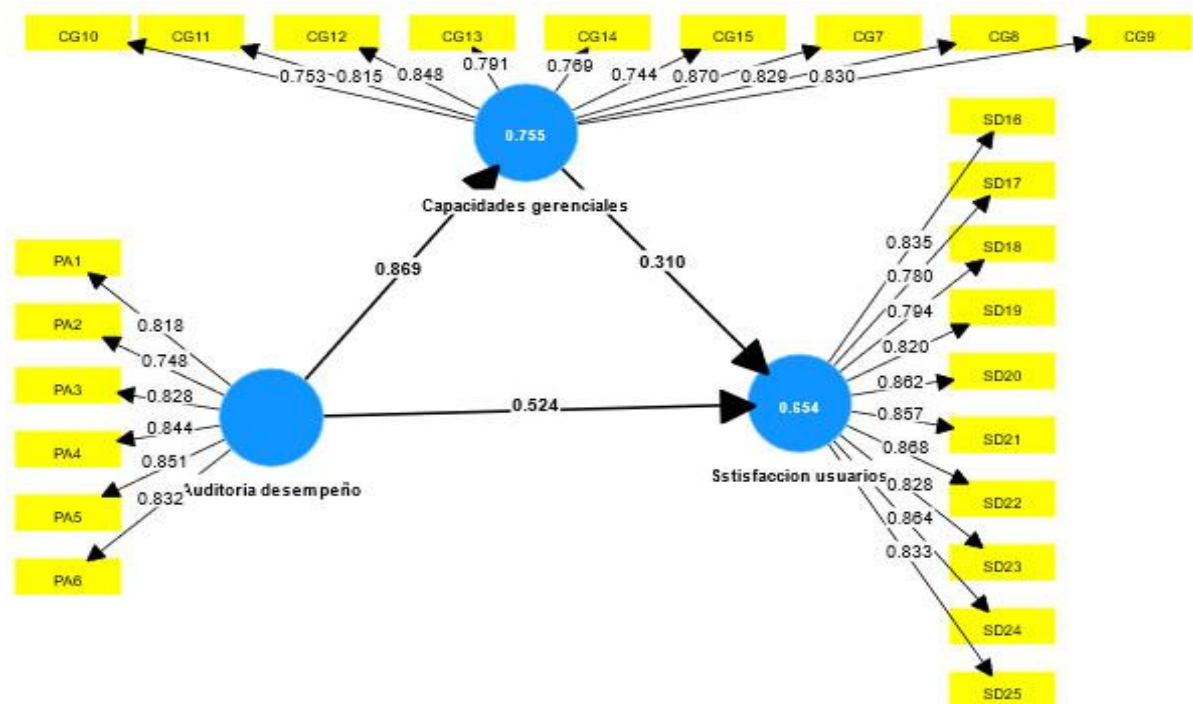 CG10
CG11
CG12
CG13
CG14
CG15
CG7
CG8
CG9
0.753
0.815
0.848
0.791
0.769
0.744
0.870
0.829
0.830
0.755
Capacidades gerenciales
0.869
0.310
PA1
PA2
PA3
PA4
PA5
PA6
0.818
0.748
0.828
0.844
0.851
0.832
Auditoria desempeño
0.524
0.654
Sstisfaccion usuarios
0.835
0.780
0.794
0.820
0.862
0.857
0.868
0.828
0.864
0.833
SD16
SD17
SD18
SD19
SD20
SD21
SD22
SD23
SD24
SD25